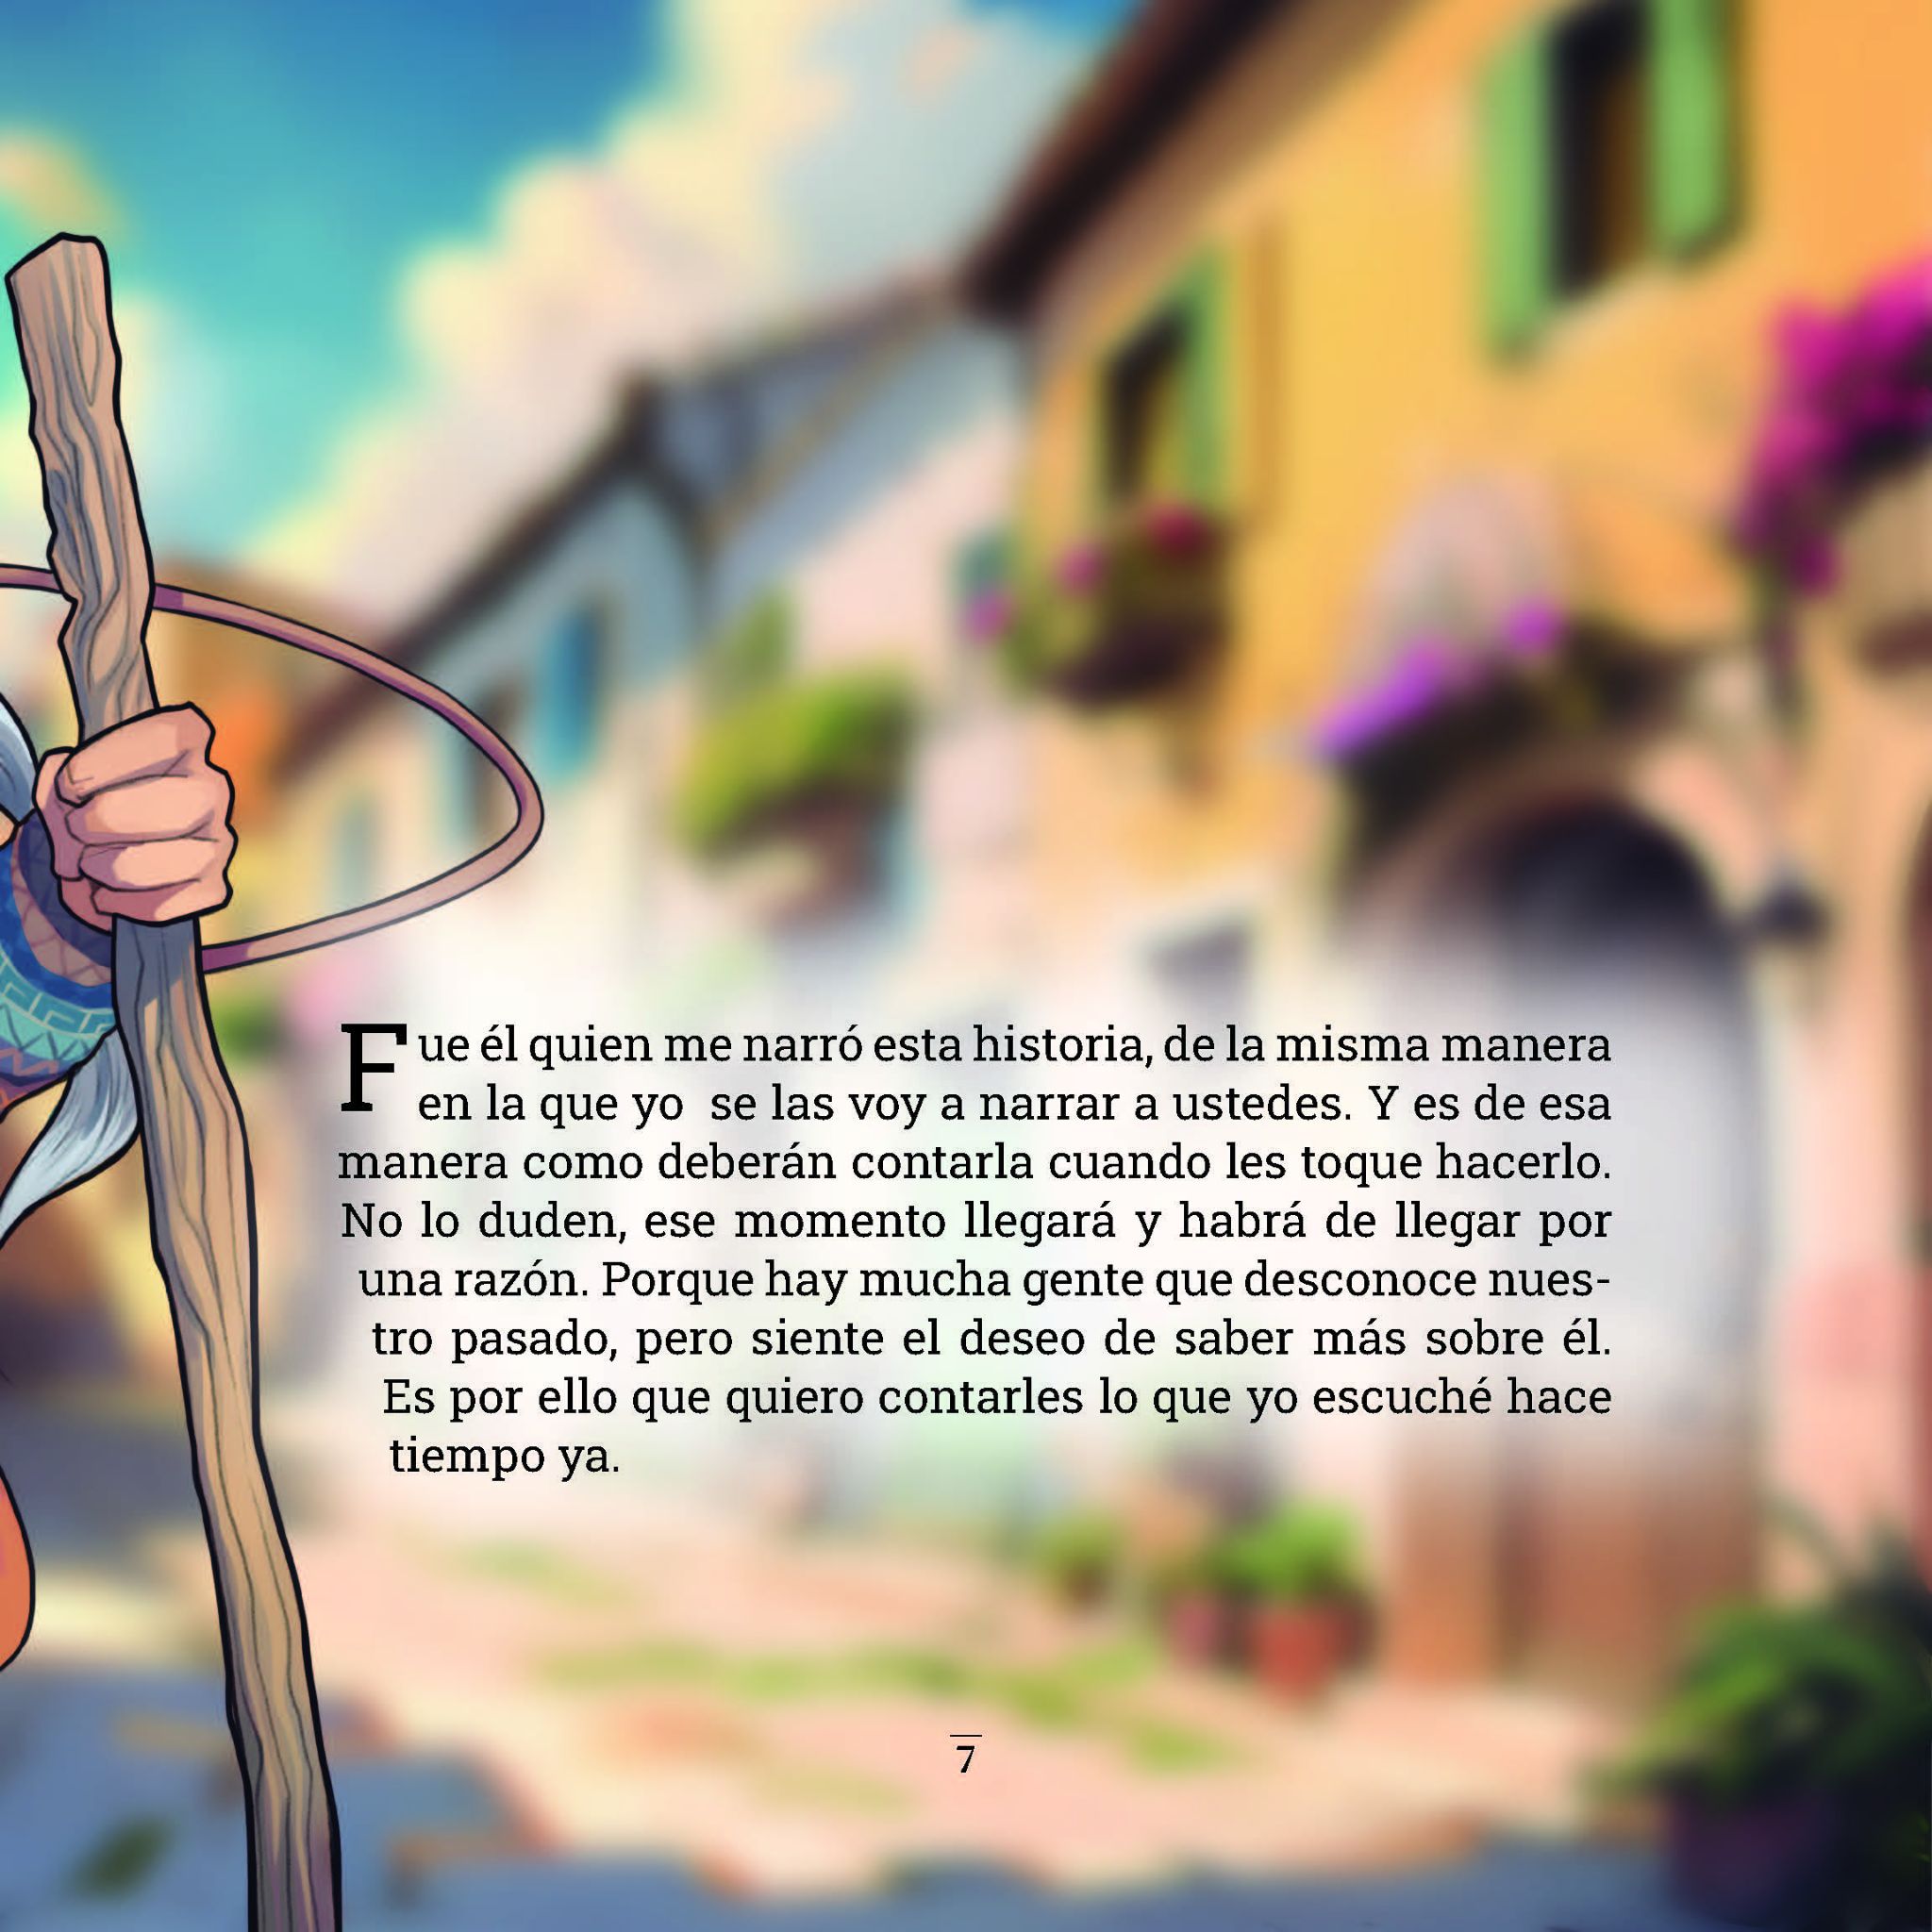 Fue él quien me narró esta historia, de la misma manera
en la que yo  se las voy a narrar a ustedes. Y es de esa
manera como deberán contarla cuando les toque hacerlo.
No lo duden, ese momento llegará y habrá de llegar por
una razón. Porque hay mucha gente que desconoce nues-
tro pasado, pero siente el deseo de saber más sobre él.
Es por ello que quiero contarles lo que yo escuché hace
tiempo ya.
7